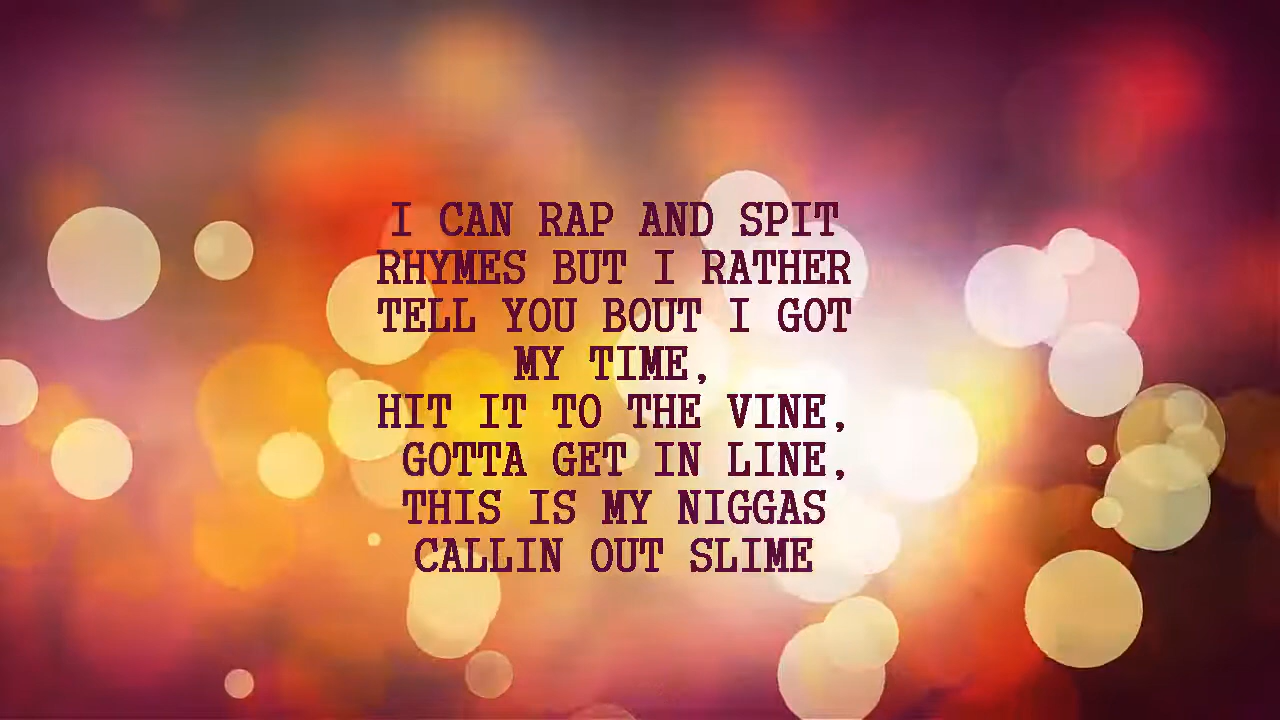 I CAN RAP AND SPIT
RHYMES BUT I RATHER
TELL YOU BOUT I GOT
MY TIME,
HIT IT TO THE VINE,
GOTTA GET IN LINE,
THIS IS MY NIGGAS
CALLIN OUT SLIME